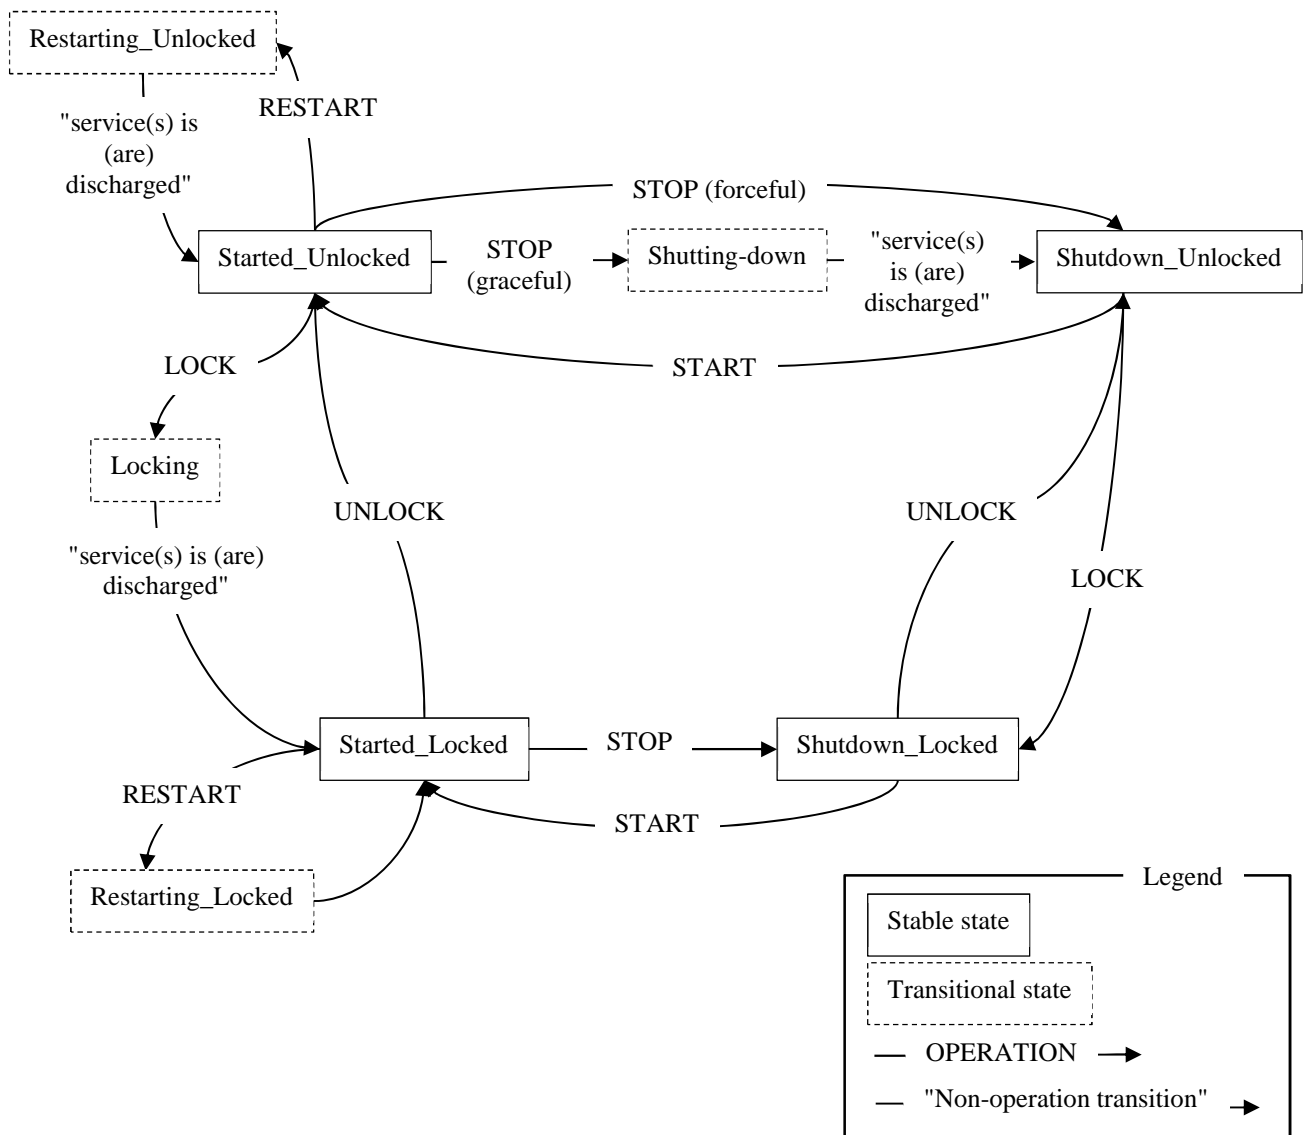 Restarting_Unlocked
RESTART
"service(s) is
(are)
discharged"
STOP (forceful)
Started_Unlocked
STOP
(graceful)
Shutting-down
"service(s)
is (are)
discharged"
Shutdown_Unlocked
LOCK
START
Locking
UNLOCK
UNLOCK
"service(s) is (are)
discharged"
LOCK
Started_Locked
STOP
Shutdown_Locked
RESTART
START
Restarting_Locked
Legend
Stable state
Transitional state
OPERATION
"Non-operation transition"